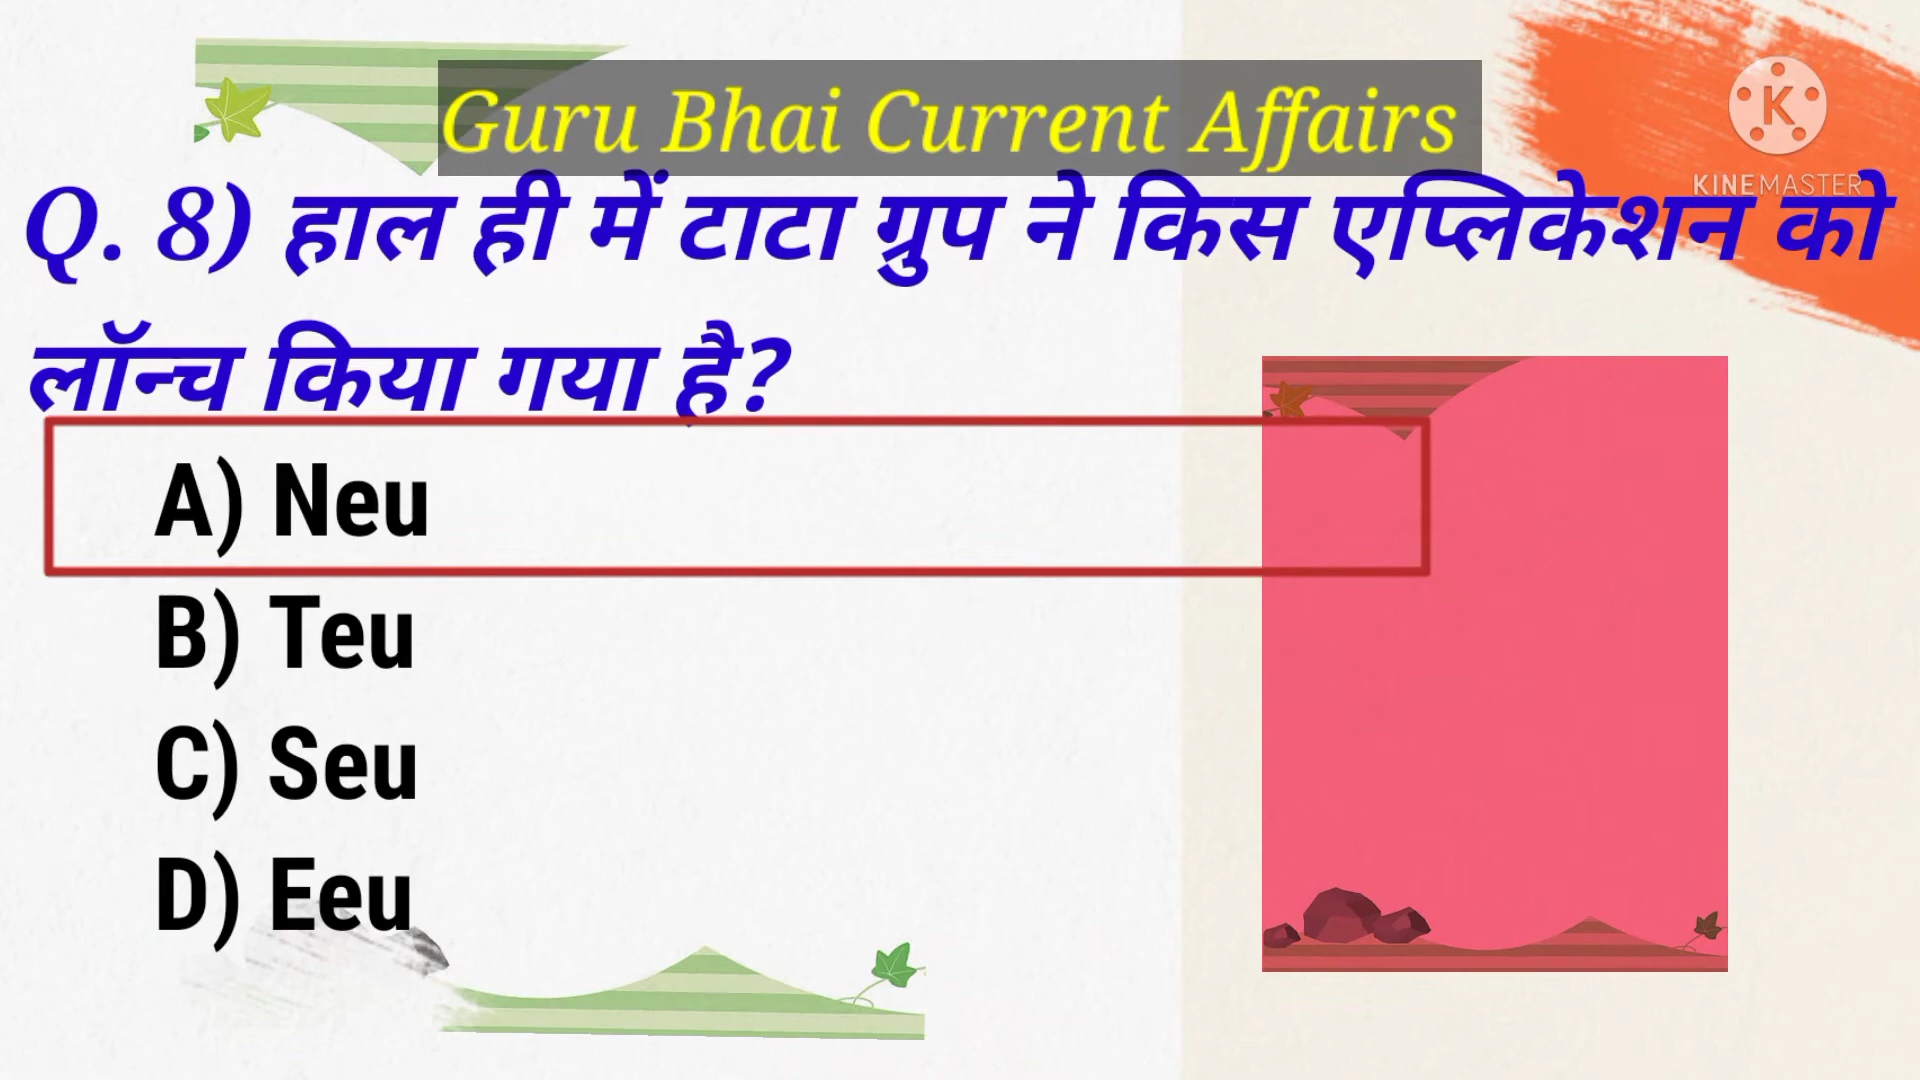 Guru Bhai Current Affairs
KINEMASTER
Q. 8) हाल ही में टाटा ग्रुप ने किस एप्लिकेशन को
लॉन्च किया गया है?
A) Neu
B) Teu
C) Seu
D) Eeu